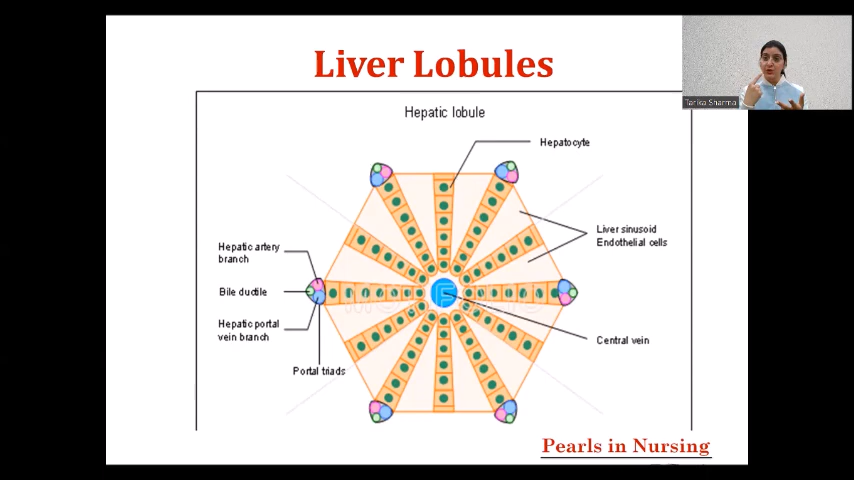 Liver Lobules
Tarika Sharma
Hepatic lobule
Hepatocyte
Liver sinusoid
Endothelial cells
Hepatic artery
branch
Bile ductile
Hepatic portal
vein branch
Central vein
Portal triads
Pearls in Nursing